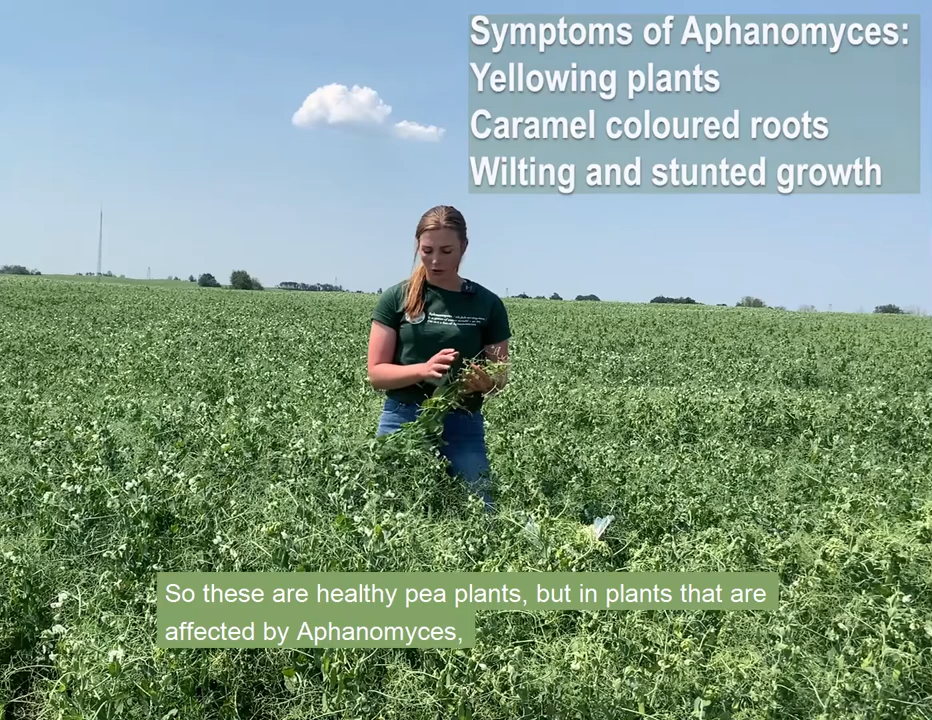 Symptoms of Aphanomyces:
Yellowing plants
Caramel coloured roots
Wilting and stunted growth
So these are healthy pea plants, but in plants that are
affected by Aphanomyces,